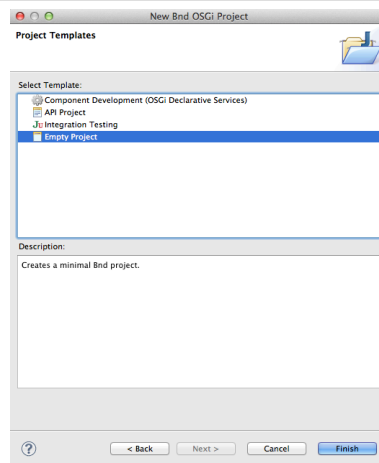 New Bnd OSGi Project
Project Templates
Select Template:
Component Development (OSGi Declarative Services)
API Project
Ju Integration Testing
Empty Project
Description:
Creates a minimal Bnd project.
? < Back Next > Cancel Finish